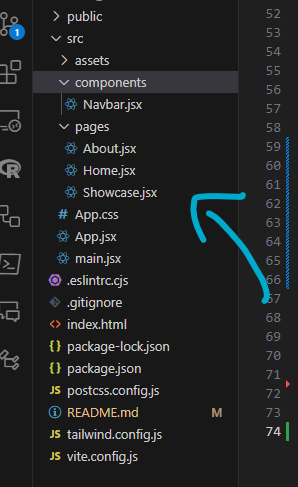 1
public
src
assets
components
Navbar.jsx
pages
About.jsx
Home.jsx
Showcase.jsx
# App.css
App.jsx
main.jsx
.eslintrc.cjs
.gitignore
<> index.html
{} package-lock.json
{} package.json
JS postcss.config.js
README.md M
JS tailwind.config.js
JS vite.config.js
R
52
53
54
55
56
57
58
59
60
61
62
63
64
65
66
67
68
69
70
71
72
73
74